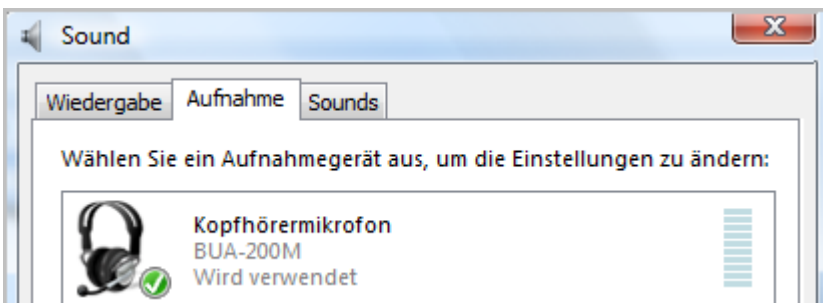 Sound
Wiedergabe Aufnahme Sounds
Wählen Sie ein Aufnahmegerät aus, um die Einstellungen zu ändern:
Kopfhörermikrofon
BUA-200M
Wird verwendet